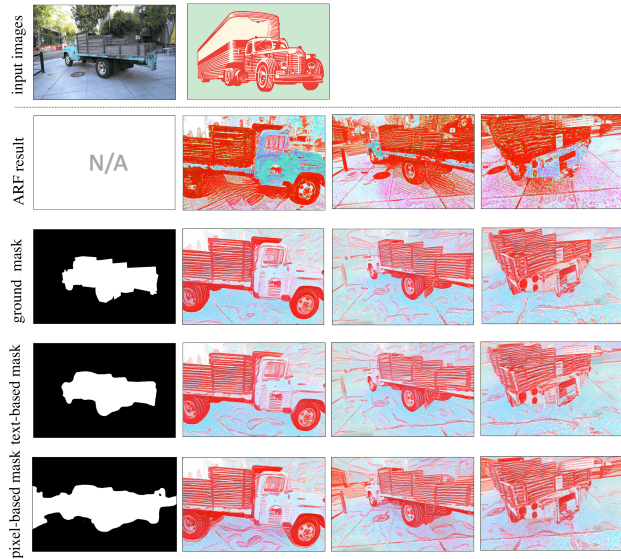 input images
ARF result
N/A
ground mask
text-based mask
pixel-based mask